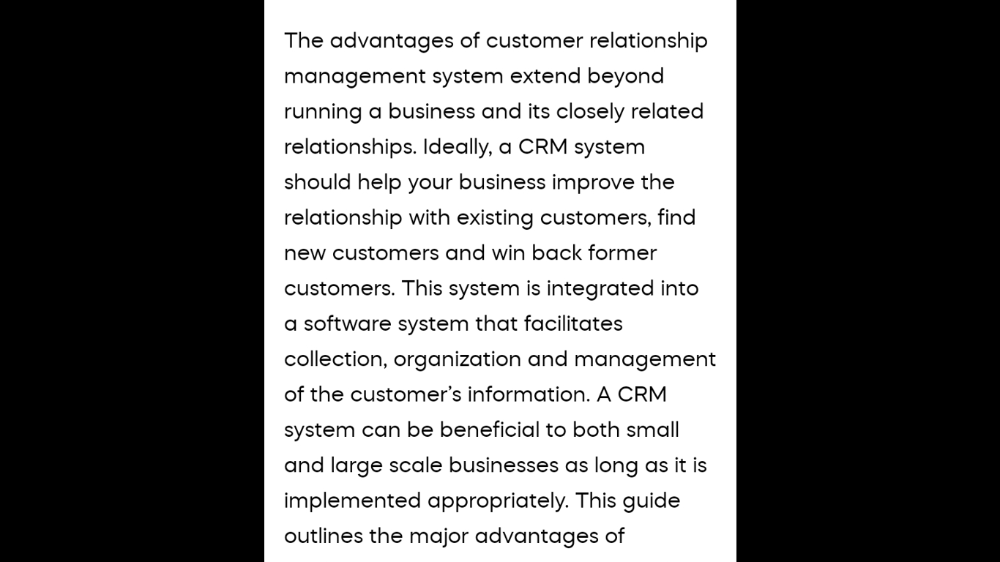 The advantages of customer relationship
management system extend beyond
running a business and its closely related
relationships. Ideally, a CRM system
should help your business improve the
relationship with existing customers, find
new customers and win back former
customers. This system is integrated into
a software system that facilitates
collection, organization and management
of the customer’s information. A CRM
system can be beneficial to both small
and large scale businesses as long as it is
implemented appropriately. This guide
outlines the major advantages of